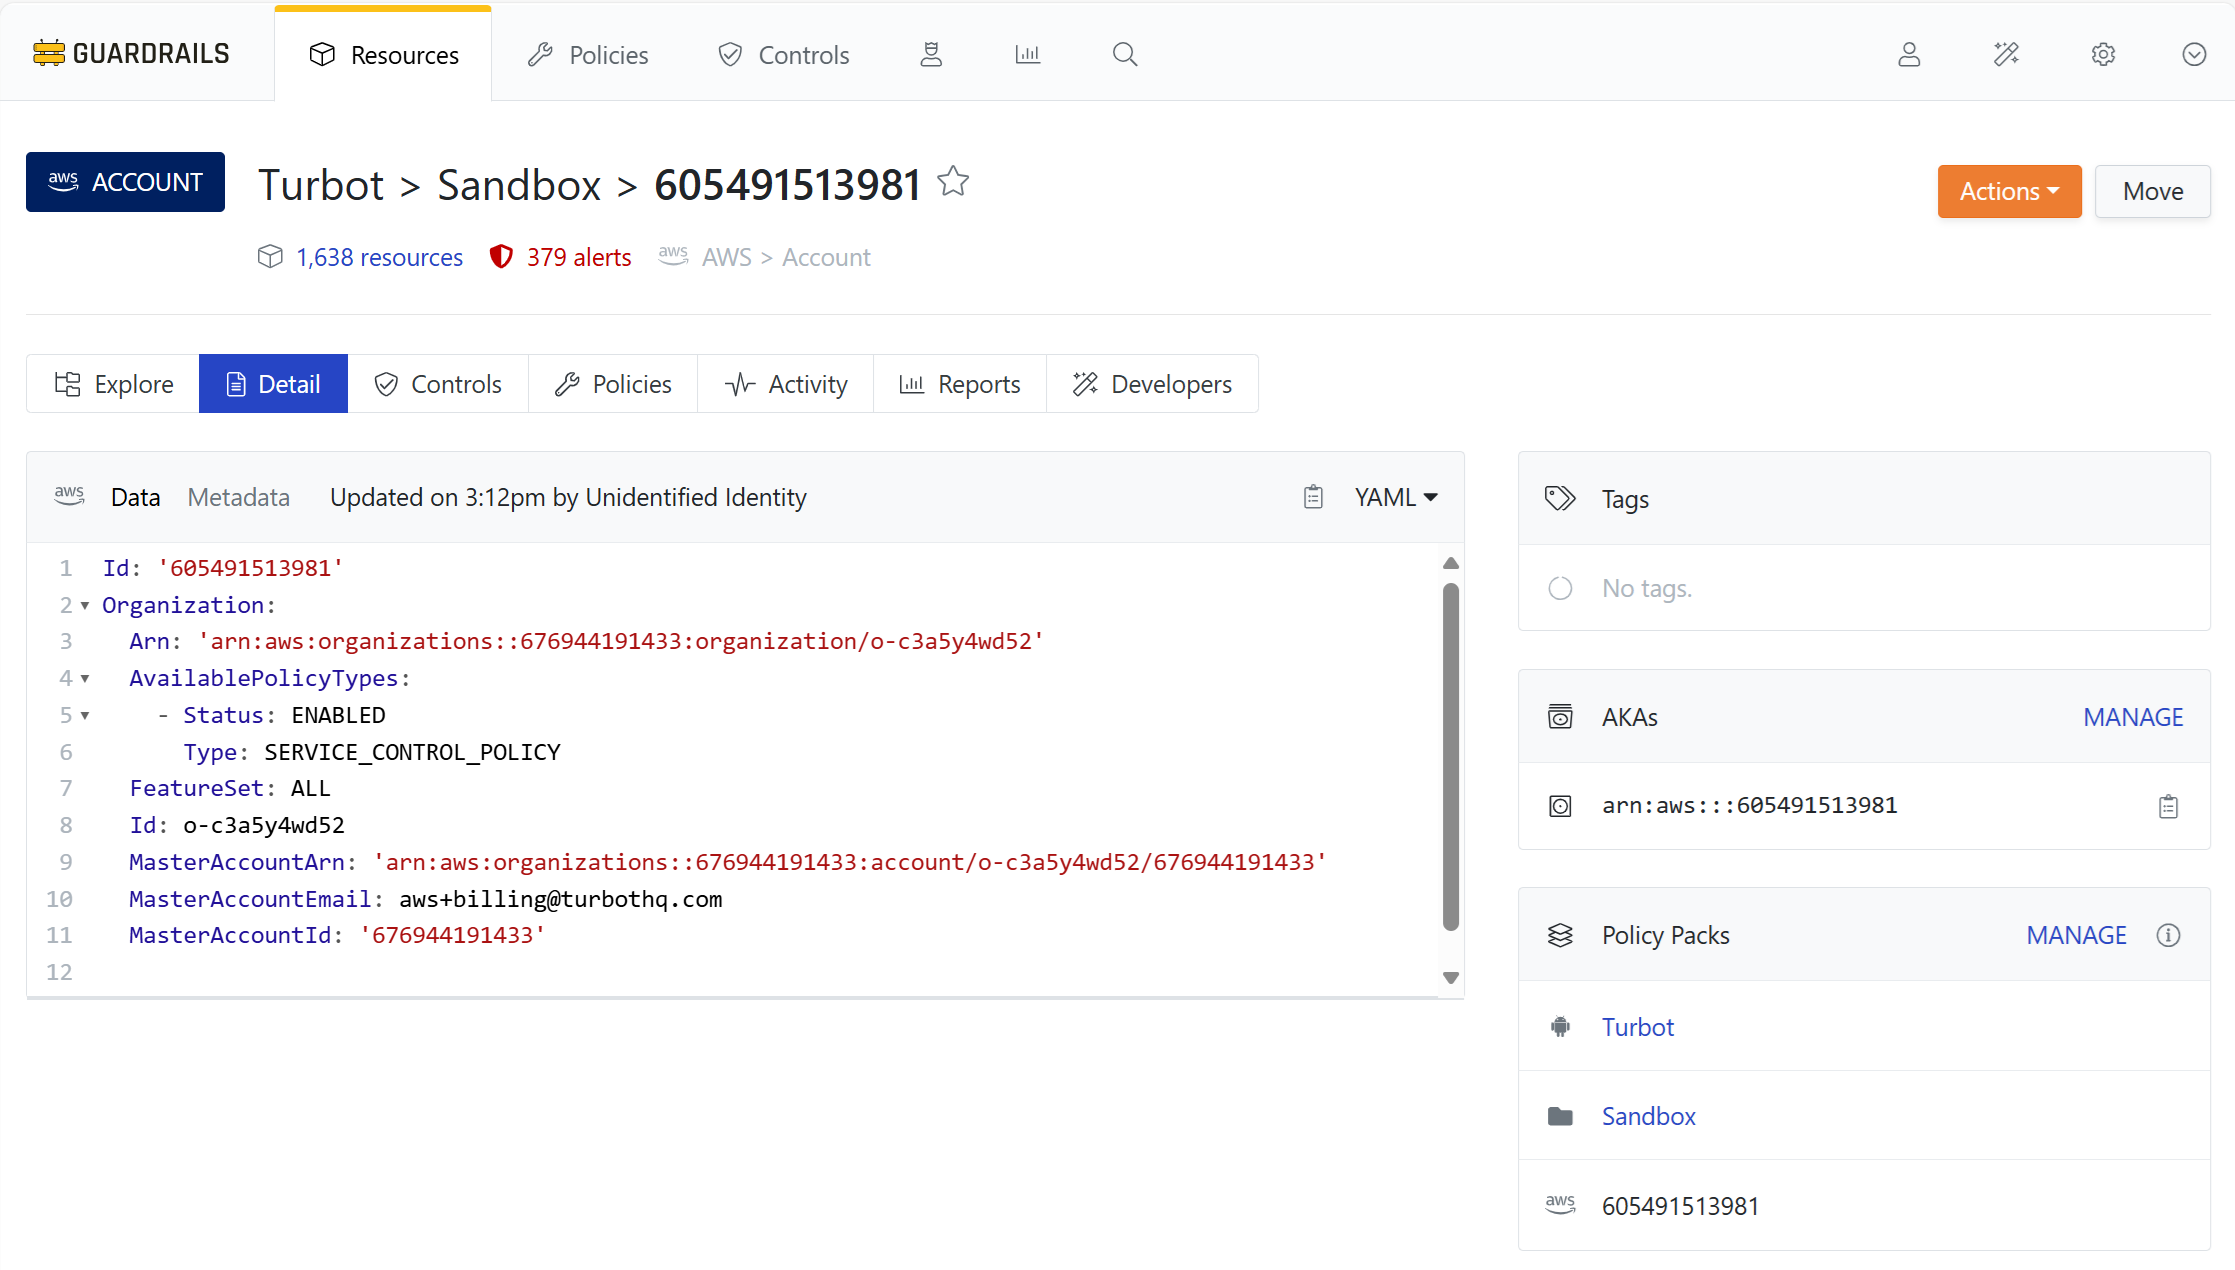 GUARDRAILS
Resources
Policies
Controls
aws ACCOUNT
Turbot > Sandbox > 605491513981
Actions
Move
1,638 resources
379 alerts
aws AWS > Account
Explore
Detail
Controls
Policies
Activity
Reports
Developers
aws Data Metadata Updated on 3:12pm by Unidentified Identity YAML
1 Id: '605491513981'
2 Organization:
3 Arn: 'arn:aws:organizations::676944191433:organization/o-c3a5y4wd52'
4 AvailablePolicyTypes:
5 - Status: ENABLED
6 Type: SERVICE_CONTROL_POLICY
7 FeatureSet: ALL
8 Id: o-c3a5y4wd52
9 MasterAccountArn: 'arn:aws:organizations::676944191433:account/o-c3a5y4wd52/676944191433'
10 MasterAccountEmail: aws+billing@turbothq.com
11 MasterAccountId: '676944191433'
12
Tags
No tags.
AKAs MANAGE
arn:aws:::605491513981
Policy Packs MANAGE
Turbot
Sandbox
aws 605491513981